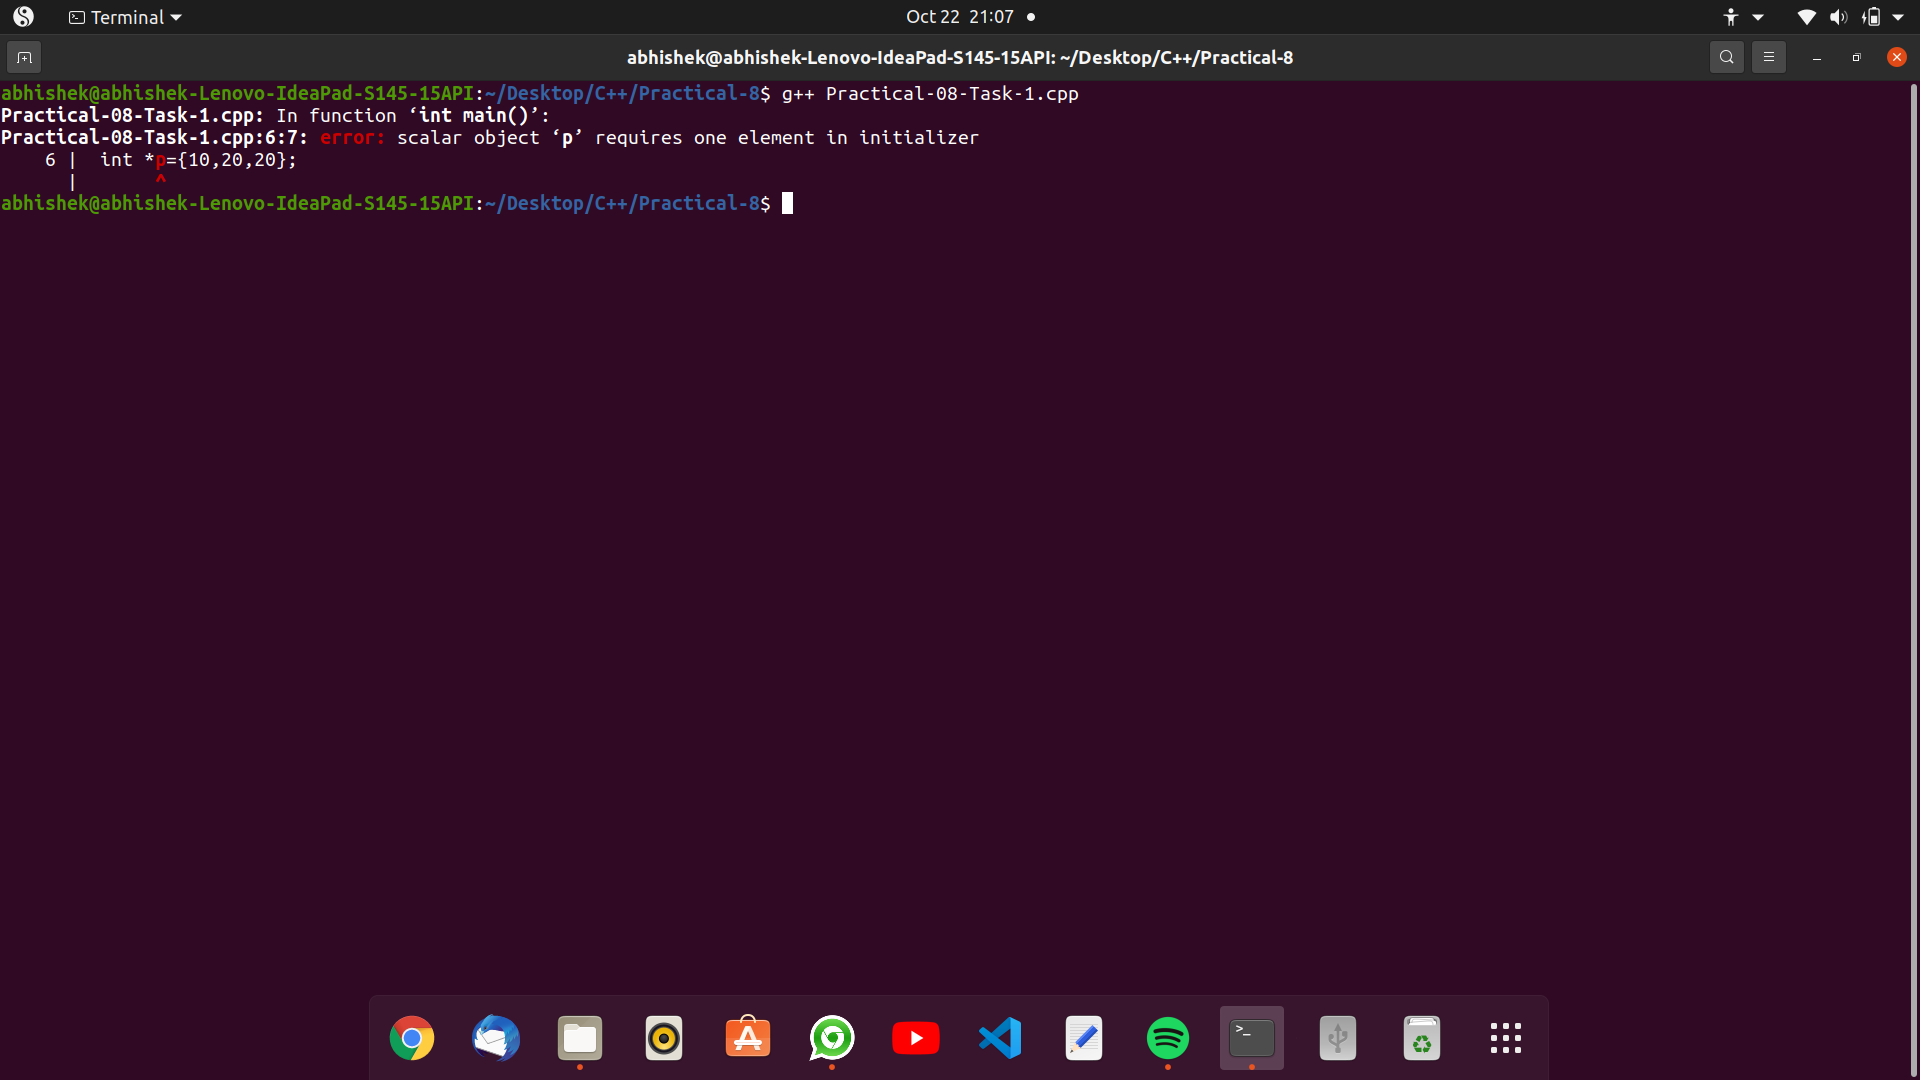 Terminal
Oct 22 21:07
abhishek@abhishek-Lenovo-IdeaPad-S145-15API: ~/Desktop/C++/Practical-8
abhishek@abhishek-Lenovo-IdeaPad-S145-15API:~/Desktop/C++/Practical-8$ g++ Practical-08-Task-1.cpp
Practical-08-Task-1.cpp: In function ‘int main()’:
Practical-08-Task-1.cpp:6:7: error: scalar object ‘p’ requires one element in initializer
    6 |  int *p={10,20,20};
      |       ^
abhishek@abhishek-Lenovo-IdeaPad-S145-15API:~/Desktop/C++/Practical-8$
>_